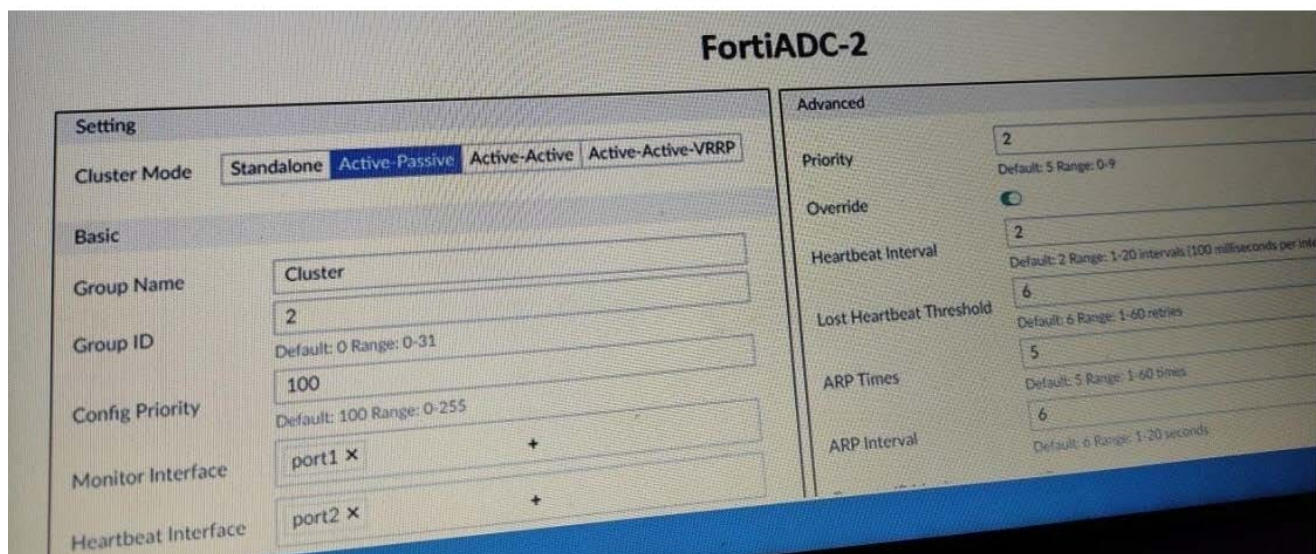 FortiADC-2
Setting
Cluster Mode Standalone Active-Passive Active-Active Active-Active-VRRP
Basic
Group Name Cluster
Group ID 2
Default: 0 Range: 0-31
Config Priority 100
Default: 100 Range: 0-255
Monitor Interface port1 × +
Heartbeat Interface port2 × +
Advanced
Priority 2
Default: 5 Range: 0-9
Override
Heartbeat Interval 2
Default: 2 Range: 1-20 intervals (100 milliseconds per
Lost Heartbeat Threshold 6
Default: 6 Range: 1-60 retries
ARP Times 5
Default: 5 Range: 1-60 times
ARP Interval 6
Default: 6 Range: 1-20 seconds